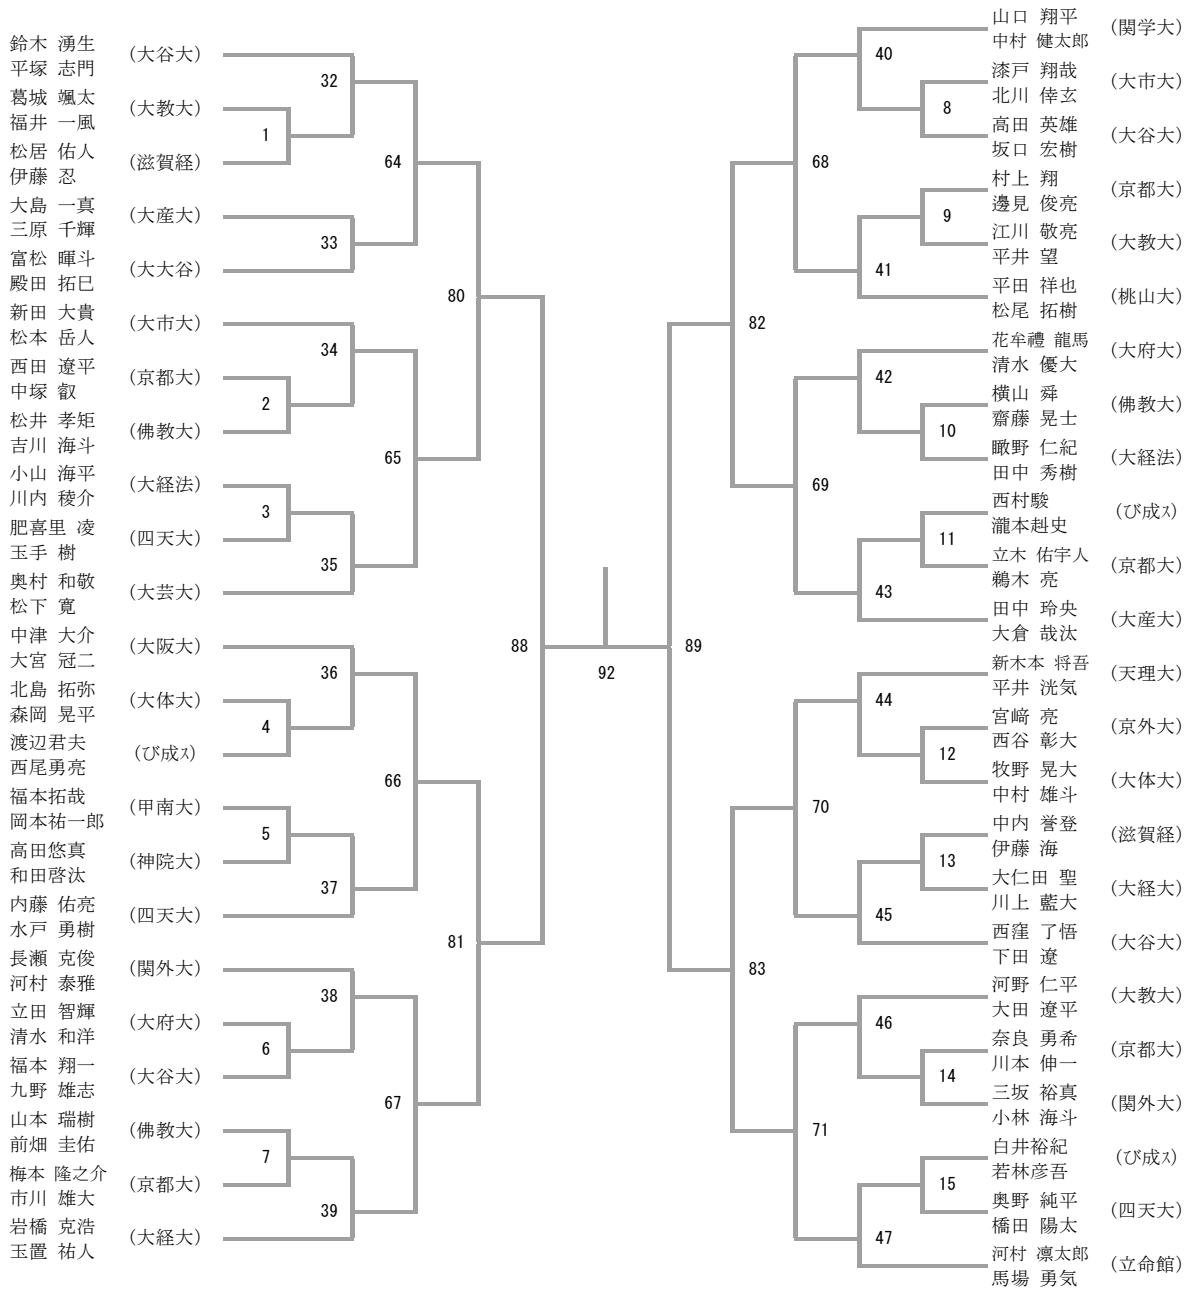 鈴木 湧生
平塚 志門
(大谷大)
葛城 颯太
福井 一風
(大教大)
松居 佑人
伊藤 忍
(滋賀経)
大島 一真
三原 千輝
(大産大)
富松 暉斗
殿田 拓巳
(大大谷)
新田 大貴
松本 岳人
(大市大)
西田 遼平
中塚 叡
(京都大)
松井 孝矩
吉川 海斗
(佛教大)
小山 海平
川内 稜介
(大経法)
肥喜里 凌
玉手 樹
(四天大)
奥村 和敬
松下 寛
(大芸大)
中津 大介
大宮 冠二
(大阪大)
北島 拓弥
森岡 晃平
(大体大)
渡辺君夫
西尾勇亮
(び成ｽ)
福本拓哉
岡本祐一郎
(甲南大)
高田悠真
和田啓汰
(神院大)
内藤 佑亮
水戸 勇樹
(四天大)
長瀬 克俊
河村 泰雅
(関外大)
立田 智輝
清水 和洋
(大府大)
福本 翔一
九野 雄志
(大谷大)
山本 瑞樹
前畑 圭佑
(佛教大)
梅本 隆之介
市川 雄大
(京都大)
岩橋 克浩
玉置 祐人
(大経大)
1
2
3
4
5
6
7
32
33
34
35
36
37
38
39
64
65
66
67
80
81
88
92
89
82
83
68
69
70
71
40
41
42
43
44
45
46
47
8
9
10
11
12
13
14
15
山口 翔平
中村 健太郎
(関学大)
漆戸 翔哉
北川 倖玄
(大市大)
高田 英雄
坂口 宏樹
(大谷大)
村上 翔
邊見 俊亮
(京都大)
江川 敬亮
平井 望
(大教大)
平田 祥也
松尾 拓樹
(桃山大)
花牟禮 龍馬
清水 優大
(大府大)
横山 舜
齋藤 晃士
(佛教大)
瞰野 仁紀
田中 秀樹
(大経法)
西村駿
瀧本赳史
(び成ｽ)
立木 佑宇人
鵜木 亮
(京都大)
田中 玲央
大倉 哉汰
(大産大)
新木本 将吾
平井 洸気
(天理大)
宮﨑 亮
西谷 彰大
(京外大)
牧野 晃大
中村 雄斗
(大体大)
中内 誉登
伊藤 海
(滋賀経)
大仁田 聖
川上 藍大
(大経大)
西窪 了悟
下田 遼
(大谷大)
河野 仁平
大田 遼平
(大教大)
奈良 勇希
川本 伸一
(京都大)
三坂 裕真
小林 海斗
(関外大)
白井裕紀
若林彦吾
(び成ｽ)
奥野 純平
橋田 陽太
(四天大)
河村 凛太郎
馬場 勇気
(立命館)